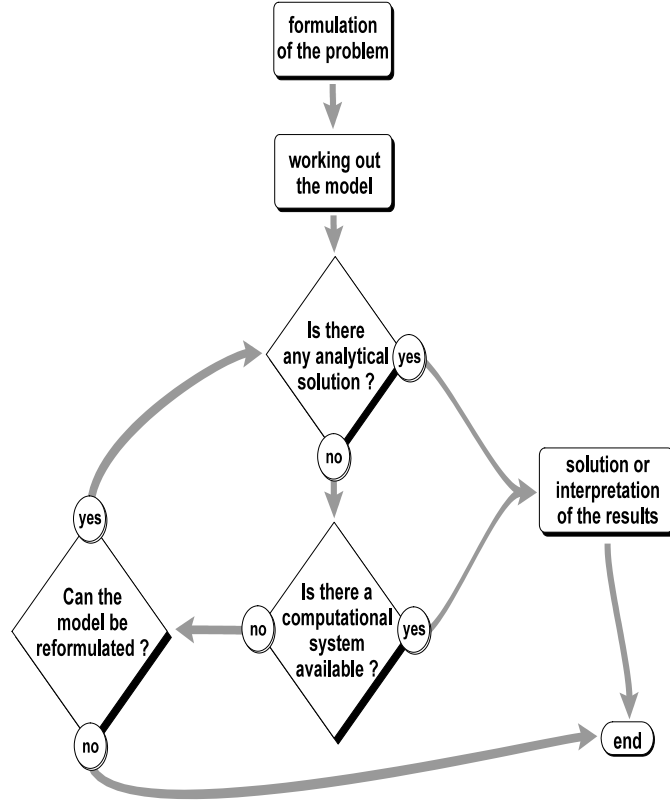 formulation
of the problem
working out
the model
Is there
any analytical
solution ?
yes
no
solution or
interpretation
of the results
yes
Can the
model be
reformulated ?
no
Is there a
computational
system
available ?
yes
no
end